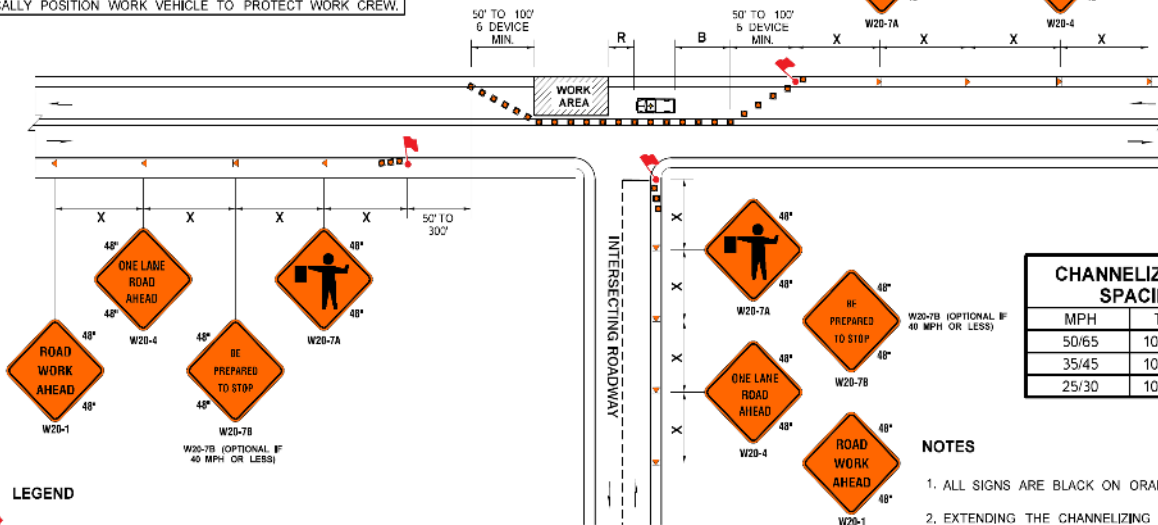 CALLY POSITION WORK VEHICLE TO PROTECT WORK CREW.
W20-7A
W20-4
50' TO 100'
6 DEVICE
MIN.
R
B
50' TO 100'
6 DEVICE
MIN.
X
X
X
X
WORK
AREA
X
X
X
X
50' TO
300'
48"
ONE LANE
ROAD
AHEAD
48"
W20-4
48"
48"
W20-7A
48"
ROAD
WORK
AHEAD
48"
W20-1
48"
BE
PREPARED
TO STOP
48"
W20-7B
W20-7B (OPTIONAL IF
40 MPH OR LESS)
LEGEND
INTERSECTING ROADWAY
X
X
X
X
48"
48"
W20-7A
48"
BE
PREPARED
TO STOP
48"
W20-7B
W20-7B (OPTIONAL IF
40 MPH OR LESS)
48"
ONE LANE
ROAD
AHEAD
48"
W20-4
48"
ROAD
WORK
AHEAD
48"
W20-1
CHANNELIZ
SPACI
MPH T
50/65 10
35/45 10
25/30 10
NOTES
1. ALL SIGNS ARE BLACK ON ORA
2. EXTENDING THE CHANNELIZING